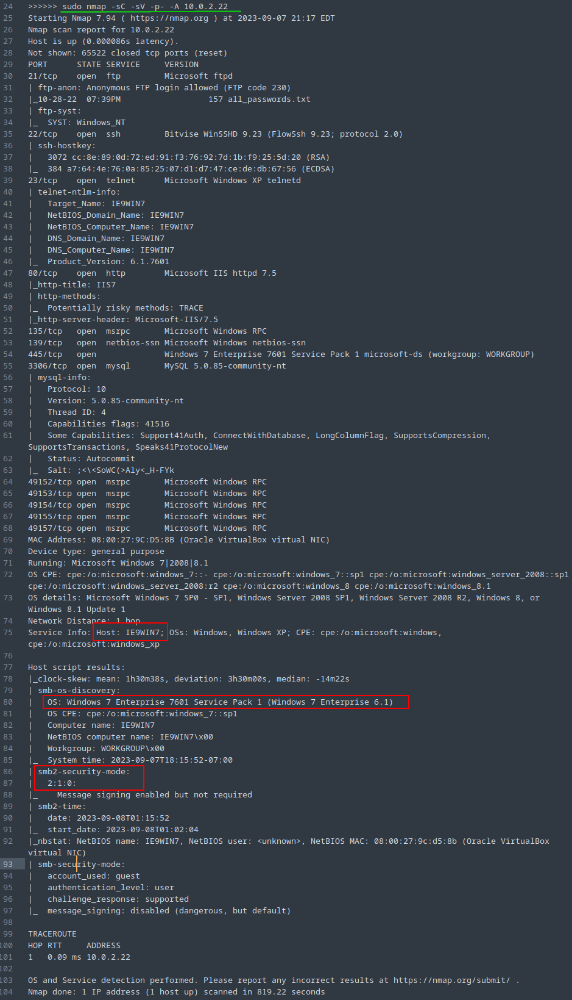 24 >>>>>> sudo nmap -sC -sV -p- -A 10.0.2.22
25 Starting Nmap 7.94 ( https://nmap.org ) at 2023-09-07 21:17 EDT
26 Nmap scan report for 10.0.2.22
27 Host is up (0.000086s latency).
28 Not shown: 65522 closed tcp ports (reset)
29 PORT      STATE SERVICE     VERSION
30 21/tcp    open  ftp         Microsoft ftpd
31 | ftp-anon: Anonymous FTP login allowed (FTP code 230)
32 |_10-28-22  07:39PM                  157 all_passwords.txt
33 | ftp-syst:
34 |_  SYST: Windows_NT
35 22/tcp    open  ssh         Bitvise WinSSHD 9.23 (FlowSsh 9.23; protocol 2.0)
36 | ssh-hostkey:
37 |   3072 cc:8e:89:0d:72:ed:91:f3:76:92:7d:1b:f9:25:5d:20 (RSA)
38 |_  384 a7:64:4e:76:0a:85:25:07:d1:d7:47:ce:de:db:67:56 (ECDSA)
39 23/tcp    open  telnet      Microsoft Windows XP telnetd
40 | telnet-ntlm-info:
41 |   Target_Name: IE9WIN7
42 |   NetBIOS_Domain_Name: IE9WIN7
43 |   NetBIOS_Computer_Name: IE9WIN7
44 |   DNS_Domain_Name: IE9WIN7
45 |   DNS_Computer_Name: IE9WIN7
46 |_  Product_Version: 6.1.7601
47 80/tcp    open  http        Microsoft IIS httpd 7.5
48 |_http-title: IIS7
49 | http-methods:
50 |_  Potentially risky methods: TRACE
51 |_http-server-header: Microsoft-IIS/7.5
52 135/tcp   open  msrpc       Microsoft Windows RPC
53 139/tcp   open  netbios-ssn Microsoft Windows netbios-ssn
54 445/tcp   open              Windows 7 Enterprise 7601 Service Pack 1 microsoft-ds (workgroup: WORKGROUP)
55 3306/tcp  open  mysql       MySQL 5.0.85-community-nt
56 | mysql-info:
57 |   Protocol: 10
58 |   Version: 5.0.85-community-nt
59 |   Thread ID: 4
60 |   Capabilities flags: 41516
61 |   Some Capabilities: Support41Auth, ConnectWithDatabase, LongColumnFlag, SupportsCompression,
SupportsTransactions, Speaks41ProtocolNew
62 |   Status: Autocommit
63 |_  Salt: ;<\<SoWC(>Aly<_H-FYk
64 49152/tcp open  msrpc       Microsoft Windows RPC
65 49153/tcp open  msrpc       Microsoft Windows RPC
66 49154/tcp open  msrpc       Microsoft Windows RPC
67 49155/tcp open  msrpc       Microsoft Windows RPC
68 49157/tcp open  msrpc       Microsoft Windows RPC
69 MAC Address: 08:00:27:9C:D5:8B (Oracle VirtualBox virtual NIC)
70 Device type: general purpose
71 Running: Microsoft Windows 7|2008|8.1
72 OS CPE: cpe:/o:microsoft:windows_7::- cpe:/o:microsoft:windows_7::sp1 cpe:/o:microsoft:windows_server_2008::sp1
cpe:/o:microsoft:windows_server_2008:r2 cpe:/o:microsoft:windows_8 cpe:/o:microsoft:windows_8.1
73 OS details: Microsoft Windows 7 SP0 - SP1, Windows Server 2008 SP1, Windows Server 2008 R2, Windows 8, or
Windows 8.1 Update 1
74 Network Distance: 1 hop
75 Service Info: Host: IE9WIN7; OSs: Windows, Windows XP; CPE: cpe:/o:microsoft:windows,
cpe:/o:microsoft:windows_xp
76
77 Host script results:
78 |_clock-skew: mean: 1h30m38s, deviation: 3h30m00s, median: -14m22s
79 | smb-os-discovery:
80 |   OS: Windows 7 Enterprise 7601 Service Pack 1 (Windows 7 Enterprise 6.1)
81 |   OS CPE: cpe:/o:microsoft:windows_7::sp1
82 |   Computer name: IE9WIN7
83 |   NetBIOS computer name: IE9WIN7\x00
84 |   Workgroup: WORKGROUP\x00
85 |_  System time: 2023-09-07T18:15:52-07:00
86 | smb2-security-mode:
87 |   2:1:0:
88 |_    Message signing enabled but not required
89 | smb2-time:
90 |   date: 2023-09-08T01:15:52
91 |_  start_date: 2023-09-08T01:02:04
92 |_nbstat: NetBIOS name: IE9WIN7, NetBIOS user: <unknown>, NetBIOS MAC: 08:00:27:9c:d5:8b (Oracle VirtualBox
virtual NIC)
93 | smb-security-mode:
94 |   account_used: guest
95 |   authentication_level: user
96 |   challenge_response: supported
97 |_  message_signing: disabled (dangerous, but default)
98
99 TRACEROUTE
100 HOP RTT     ADDRESS
101 1   0.09 ms 10.0.2.22
102
103 OS and Service detection performed. Please report any incorrect results at https://nmap.org/submit/ .
104 Nmap done: 1 IP address (1 host up) scanned in 819.22 seconds